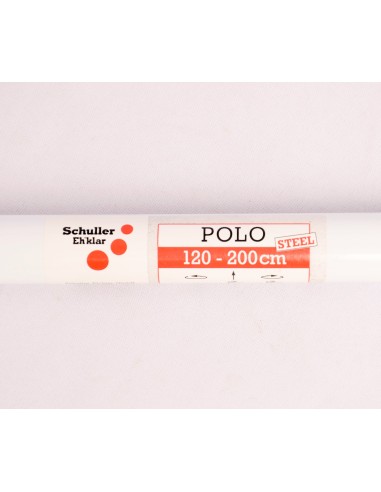 Schuller
Eh'klar
POLO
STEEL
120 - 200cm